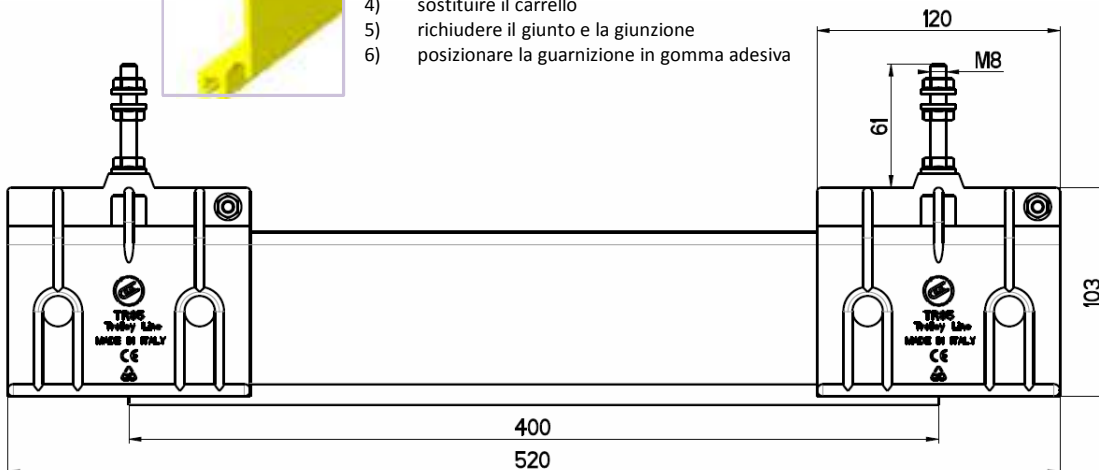 4) sostituire il carrello
5) richiudere il giunto e la giunzione
6) posizionare la guarnizione in gomma adesiva
120
M8
61
103
TR85
Trolley Line
MADE IN ITALY
CE
TR85
Trolley Line
MADE IN ITALY
CE
400
520